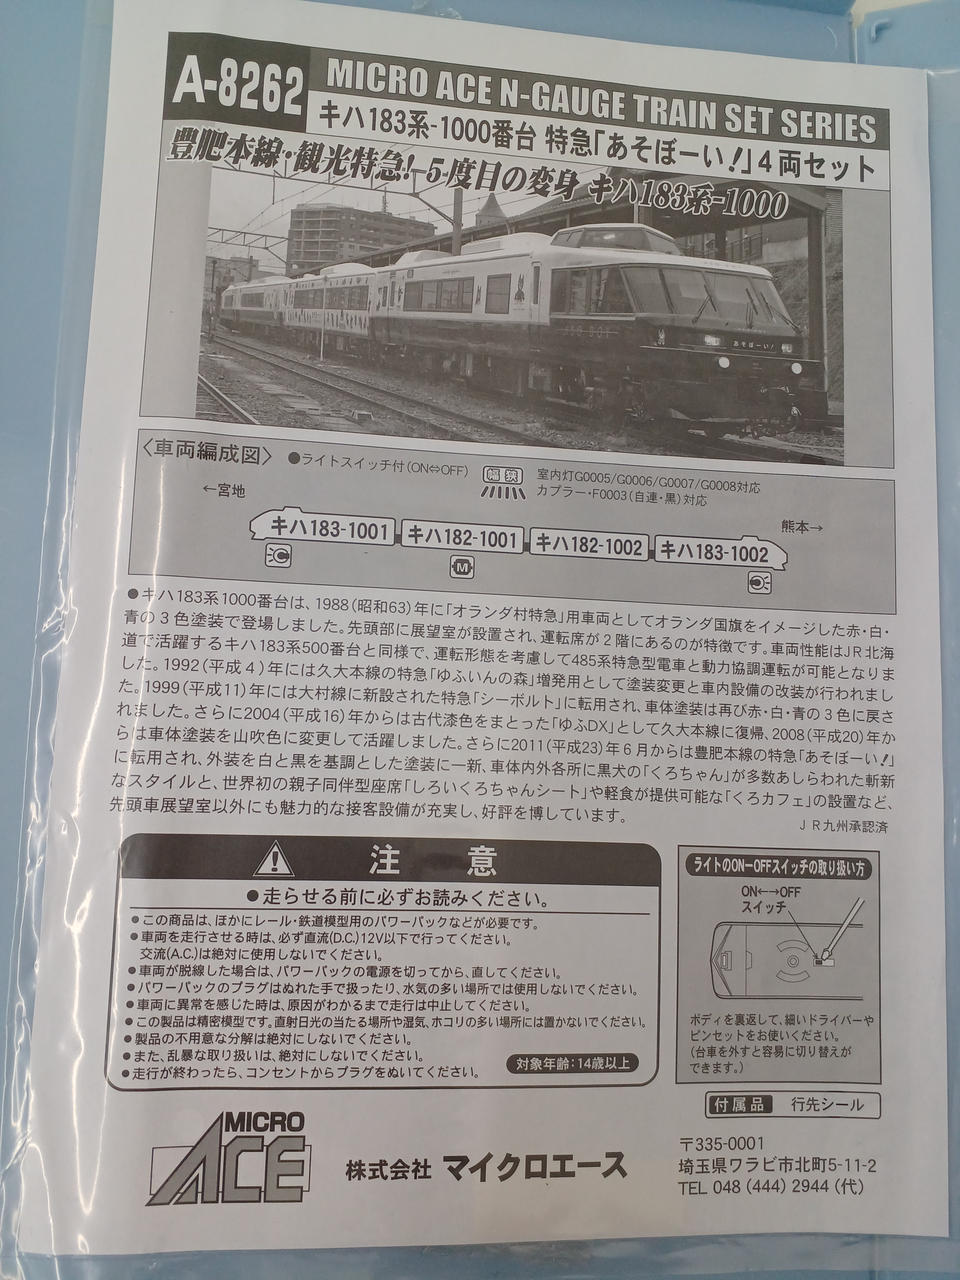 A-8262
MICRO ACE N-GAUGE TRAIN SET SERIES
キハ183系-1000番台 特急「あそぼーい!」4両セット
豊肥本線・観光特急!-5度目の変身 キハ183系-1000
あそぼーい!
〈車両編成図〉
●ライトスイッチ付(ON⇔OFF)
幅 狭
室内灯G0005/G0006/G0007/G0008対応
カプラー・F0003(自連・黒)対応
←宮地
熊本→
キハ183-1001 キハ182-1001 キハ182-1002 キハ183-1002
M
●キハ183系1000番台は、1988(昭和63)年に「オランダ村特急」用車両としてオランダ国旗をイメージした赤・白・
青の3色塗装で登場しました。先頭部に展望室が設置され、運転席が2階にあるのが特徴です。車両性能はJR北海
道で活躍するキハ183系500番台と同様で、運転形態を考慮して485系特急型電車と動力協調運転が可能となりま
した。1992(平成4)年には久大本線の特急「ゆふいんの森」増発用として塗装変更と車内設備の改装が行われまし
た。1999(平成11)年には大村線に新設された特急「シーボルト」に転用され、車体塗装は再び赤・白・青の3色に戻さ
れました。さらに2004(平成16)年からは古代漆色をまとった「ゆふDX」として久大本線に復帰、2008(平成20)年か
らは車体塗装を山吹色に変更して活躍しました。さらに2011(平成23)年6月からは豊肥本線の特急「あそぼーい!」
に転用され、外装を白と黒を基調とした塗装に一新、車体内外各所に黒犬の「くろちゃん」が多数あしらわれた斬新
なスタイルと、世界初の親子同伴型座席「しろいくろちゃんシート」や軽食が提供可能な「くろカフェ」の設置など、
先頭車展望室以外にも魅力的な接客設備が充実し、好評を博しています。
JR九州承認済
注 意
●走らせる前に必ずお読みください。
●この商品は、ほかにレール・鉄道模型用のパワーパックなどが必要です。
●車両を走行させる時は、必ず直流(D.C.)12V以下で行ってください。
交流(A.C.)は絶対に使用しないでください。
●車両が脱線した場合は、パワーパックの電源を切ってから、直してください。
●パワーパックのプラグはぬれた手で扱ったり、水気の多い場所では使用しないでください。
●車両に異常を感じた時は、原因がわかるまで走行は中止してください。
●この製品は精密模型です。直射日光の当たる場所や湿気、ホコリの多い場所には置かないでください。
●製品の不用意な分解は絶対にしないでください。
●また、乱暴な取り扱いは、絶対にしないでください。
●走行が終わったら、コンセントからプラグをぬいてください。
対象年齢:14歳以上
ライトのON-OFFスイッチの取り扱い方
ON←→OFF
スイッチ
ボディを裏返して、細いドライバーや
ピンセットをお使いください。
(台車を外すと容易に切り替えが
できます。)
付属品 行先シール
MICRO
ACE
株式会社 マイクロエース
〒335-0001
埼玉県ワラビ市北町5-11-2
TEL 048 (444) 2944 (代)